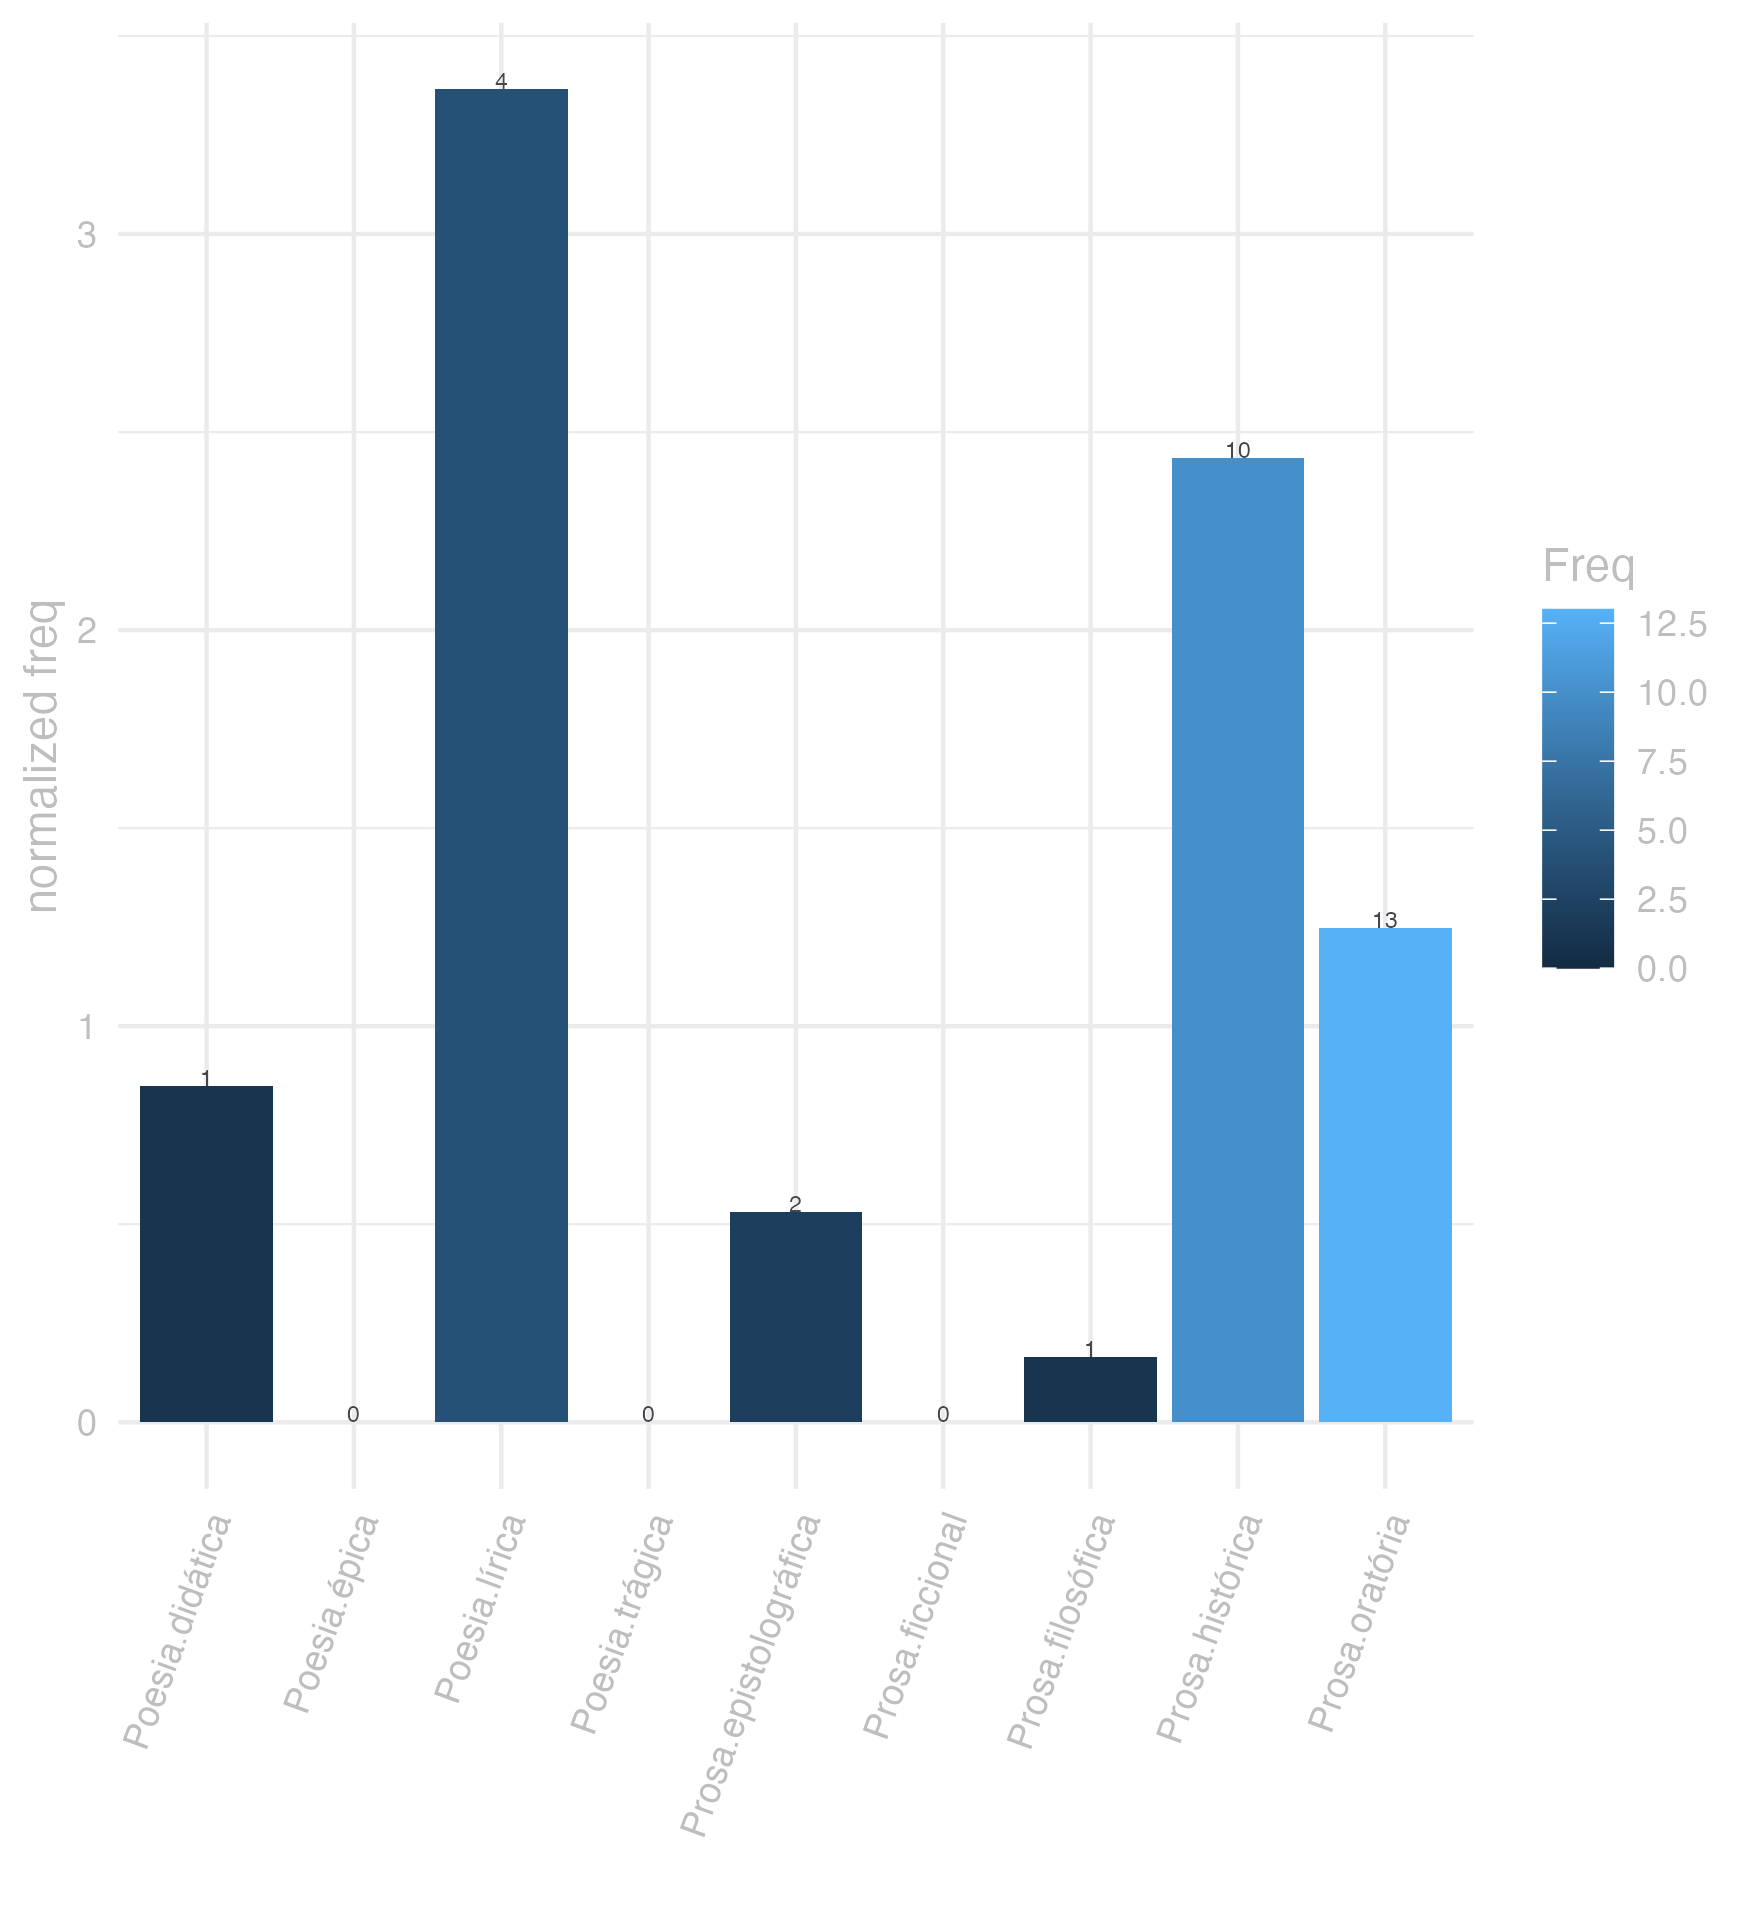 normalized freq
3
2
1
0
4
10
13
1
2
1
0
0
0
Poesia.didática
Poesia.épica
Poesia.lírica
Poesia.trágica
Prosa.epistolográfica
Prosa.ficcional
Prosa.filosófica
Prosa.histórica
Prosa.oratória
Freq
12.5
10.0
7.5
5.0
2.5
0.0